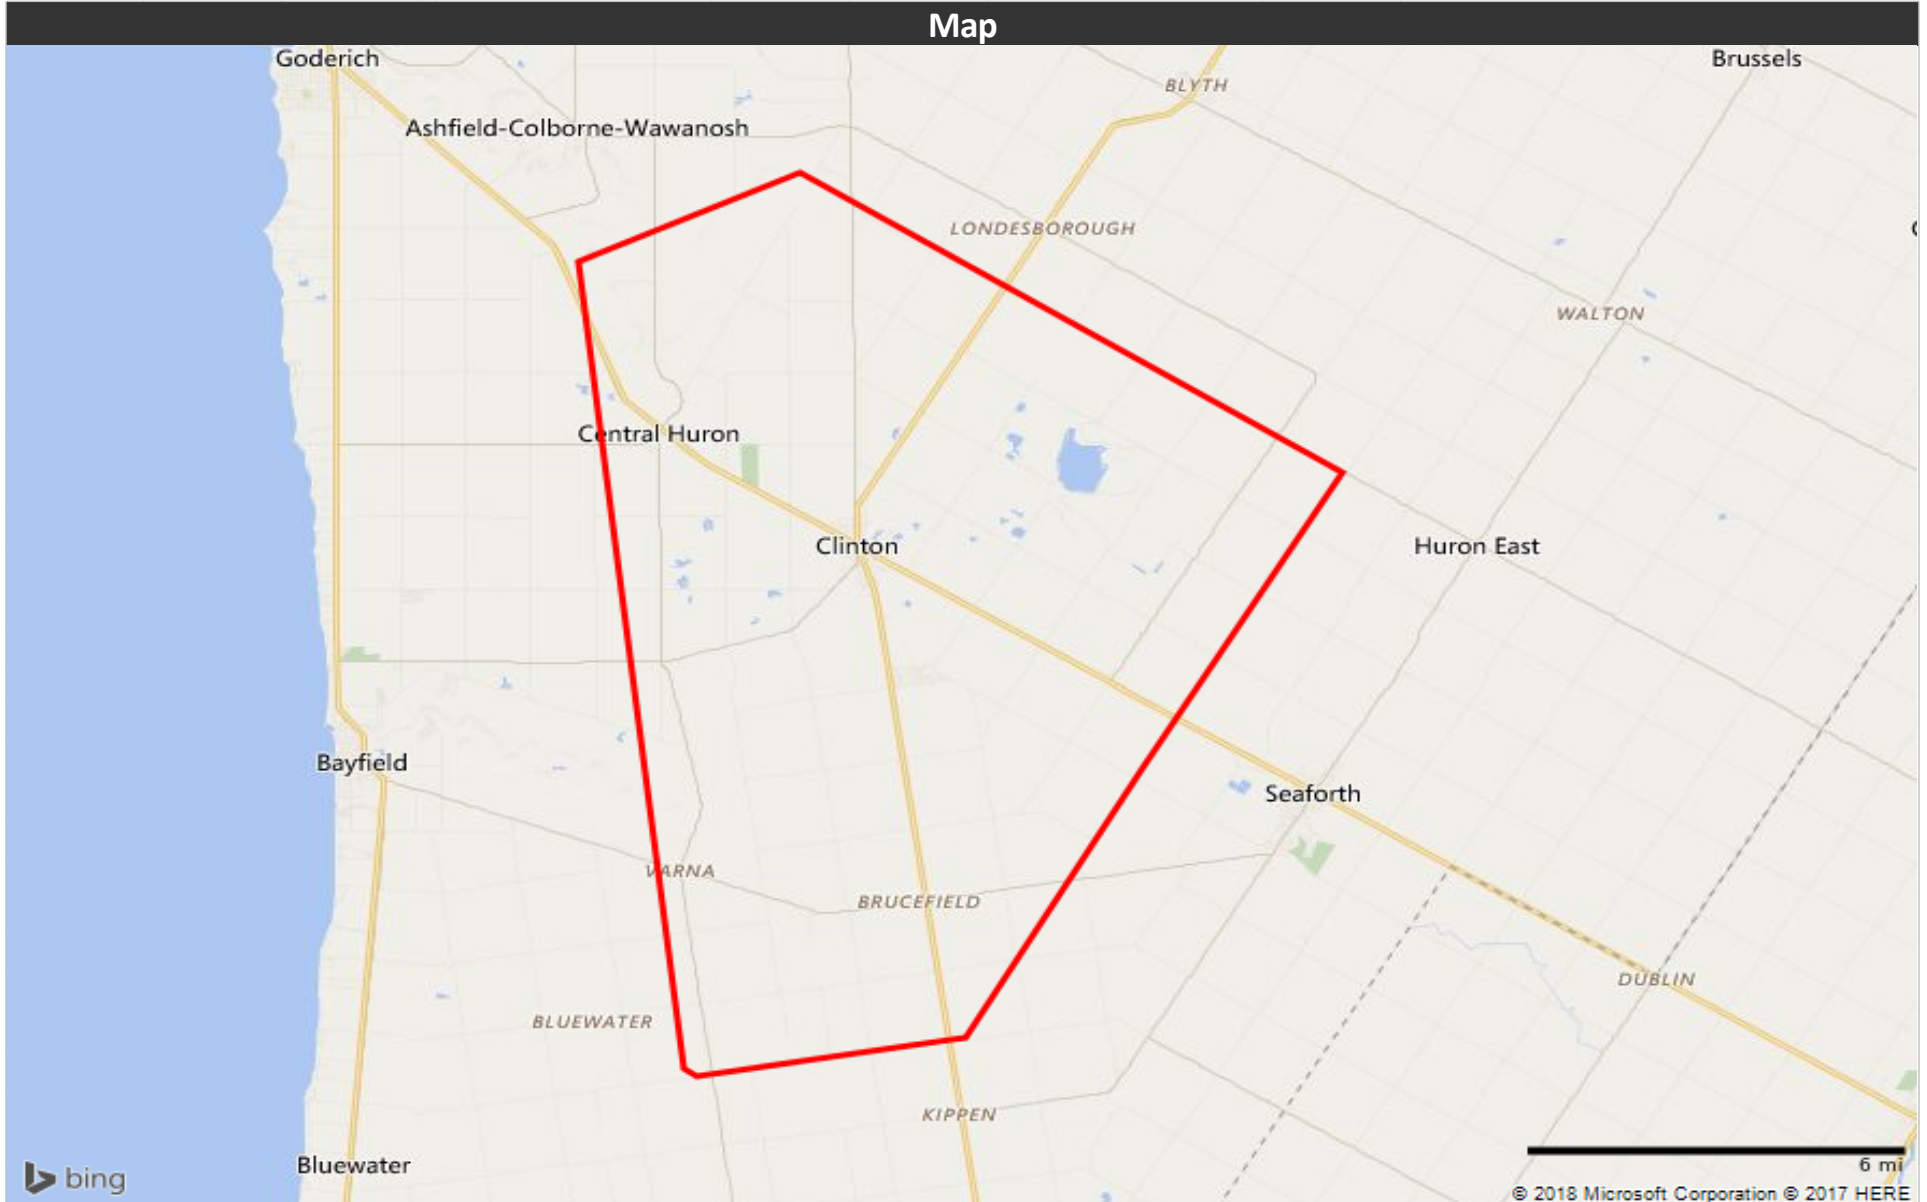 Map
Goderich
Brussels
BLYTH
Ashfield-Colborne-Wawanosh
LONDESBOROUGH
WALTON
Central Huron
Clinton
Huron East
Bayfield
Seaforth
VARNA
BRUCEFIELD
DUBLIN
BLUEWATER
KIPPEN
Bluewater
6 mi
bing
© 2018 Microsoft Corporation © 2017 HERE